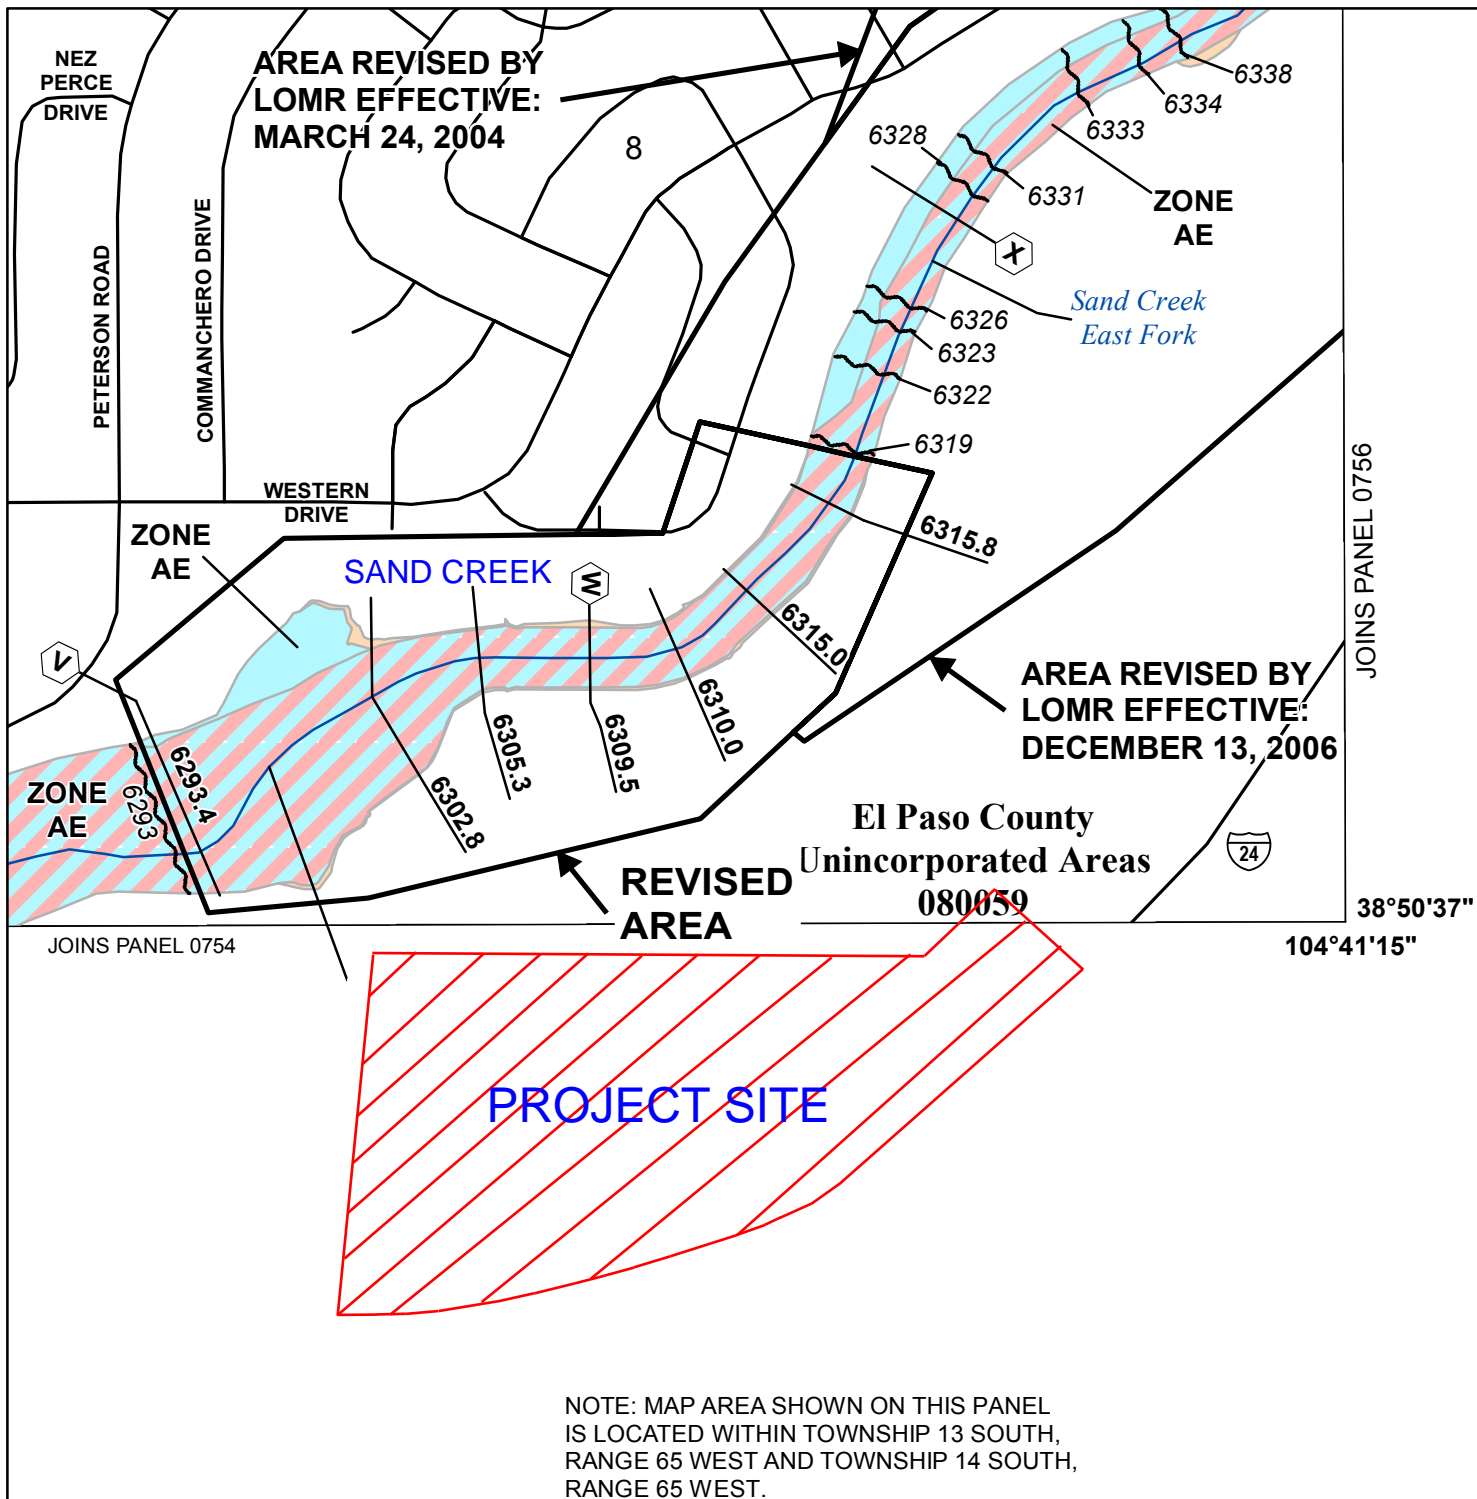 NEZ
PERCE
DRIVE
AREA REVISED BY
LOMR EFFECTIVE:
MARCH 24, 2004
8
PETERSON ROAD
COMMANCHERO DRIVE
WESTERN
DRIVE
6338
6334
6333
6328
6331
ZONE
AE
X
Sand Creek
East Fork
6326
6323
6322
6319
6315.8
JOINS PANEL 0756
ZONE
AE
SAND CREEK
W
V
6315.0
6310.0
6309.5
6305.3
6302.8
6293.4
6293
ZONE
AE
AREA REVISED BY
LOMR EFFECTIVE:
DECEMBER 13, 2006
El Paso County
Unincorporated Areas
080059
24
REVISED
AREA
38°50'37"
104°41'15"
JOINS PANEL 0754
PROJECT SITE
NOTE: MAP AREA SHOWN ON THIS PANEL
IS LOCATED WITHIN TOWNSHIP 13 SOUTH,
RANGE 65 WEST AND TOWNSHIP 14 SOUTH,
RANGE 65 WEST.